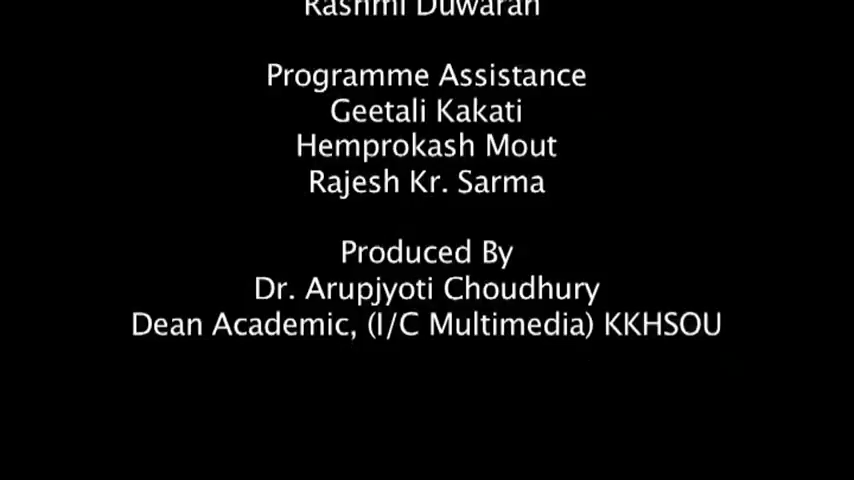 Rashmi Duwarah
Programme Assistance
Geetali Kakati
Hemprokash Mout
Rajesh Kr. Sarma
Produced By
Dr. Arupjyoti Choudhury
Dean Academic, (I/C Multimedia) KKHSOU